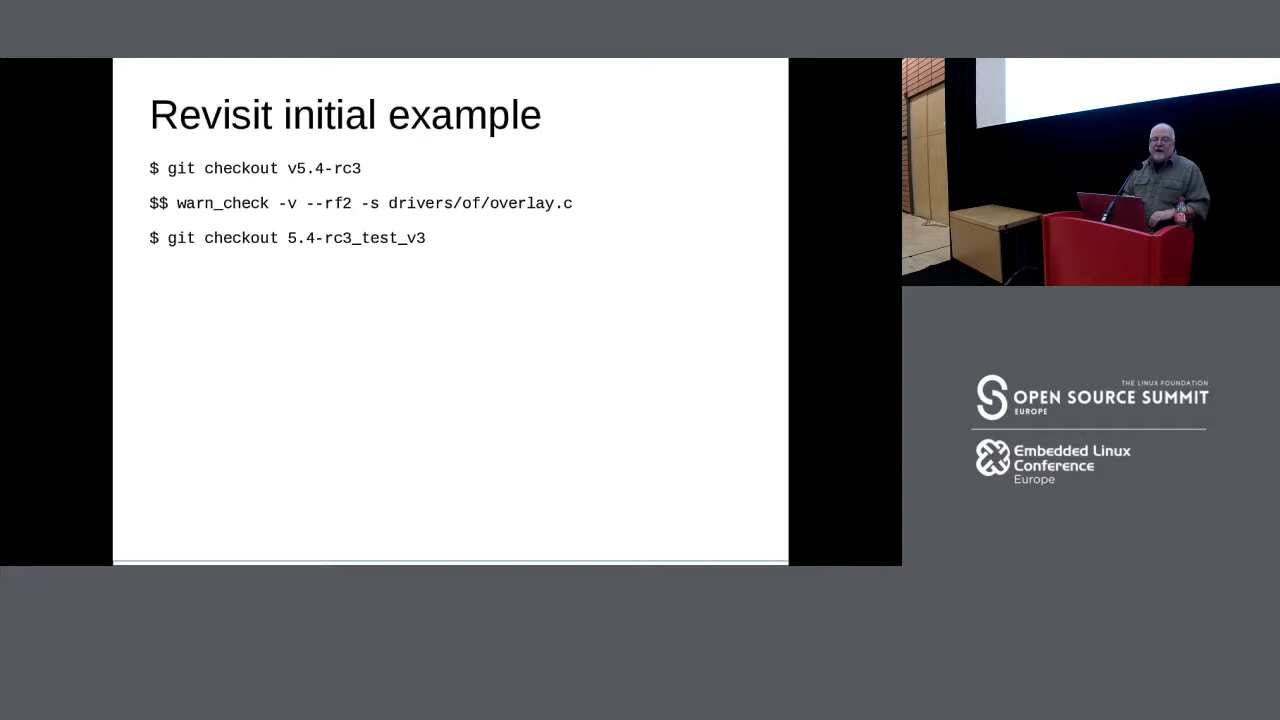 Revisit initial example
$ git checkout v5.4-rc3
$$ warn_check -v --rf2 -s drivers/of/overlay.c
$ git checkout 5.4-rc3_test_v3
THE LINUX FOUNDATION
OPEN SOURCE SUMMIT
EUROPE
Embedded Linux
Conference
Europe